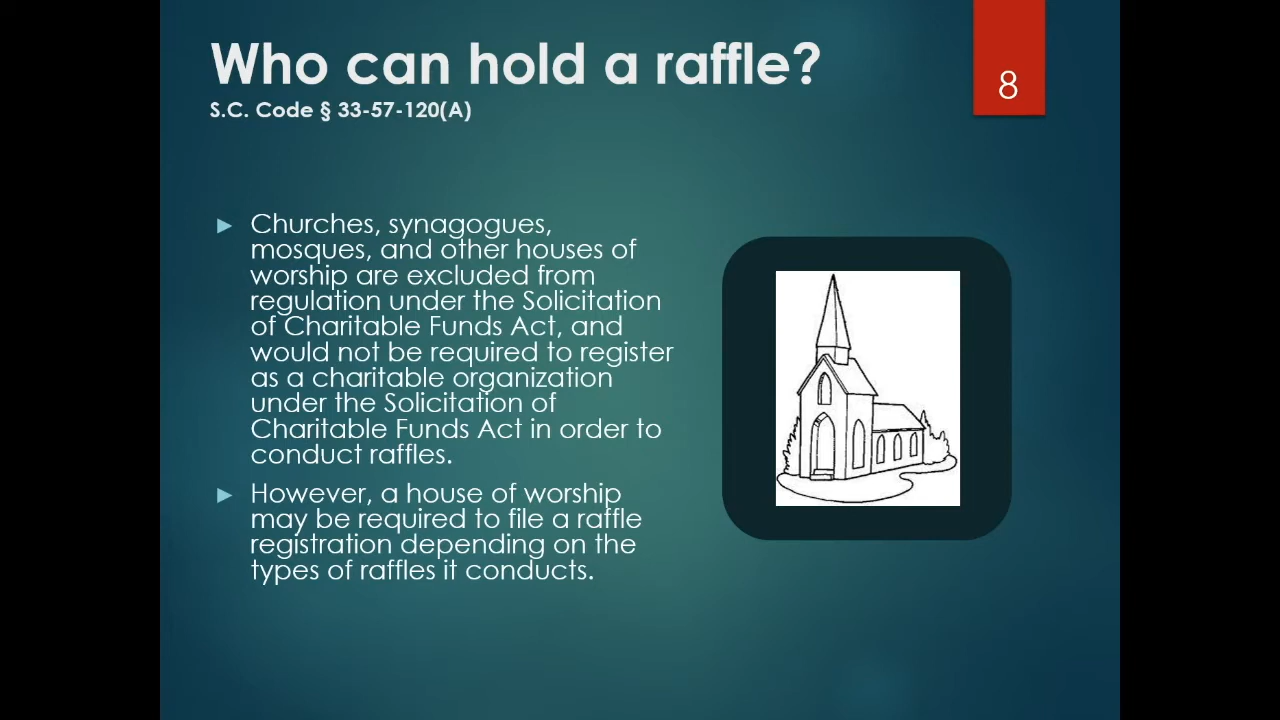 Who can hold a raffle?
S.C. Code § 33-57-120(A)
8
Churches, synagogues,
mosques, and other houses of
worship are excluded from
regulation under the Solicitation
of Charitable Funds Act, and
would not be required to register
as a charitable organization
under the Solicitation of
Charitable Funds Act in order to
conduct raffles.
However, a house of worship
may be required to file a raffle
registration depending on the
types of raffles it conducts.